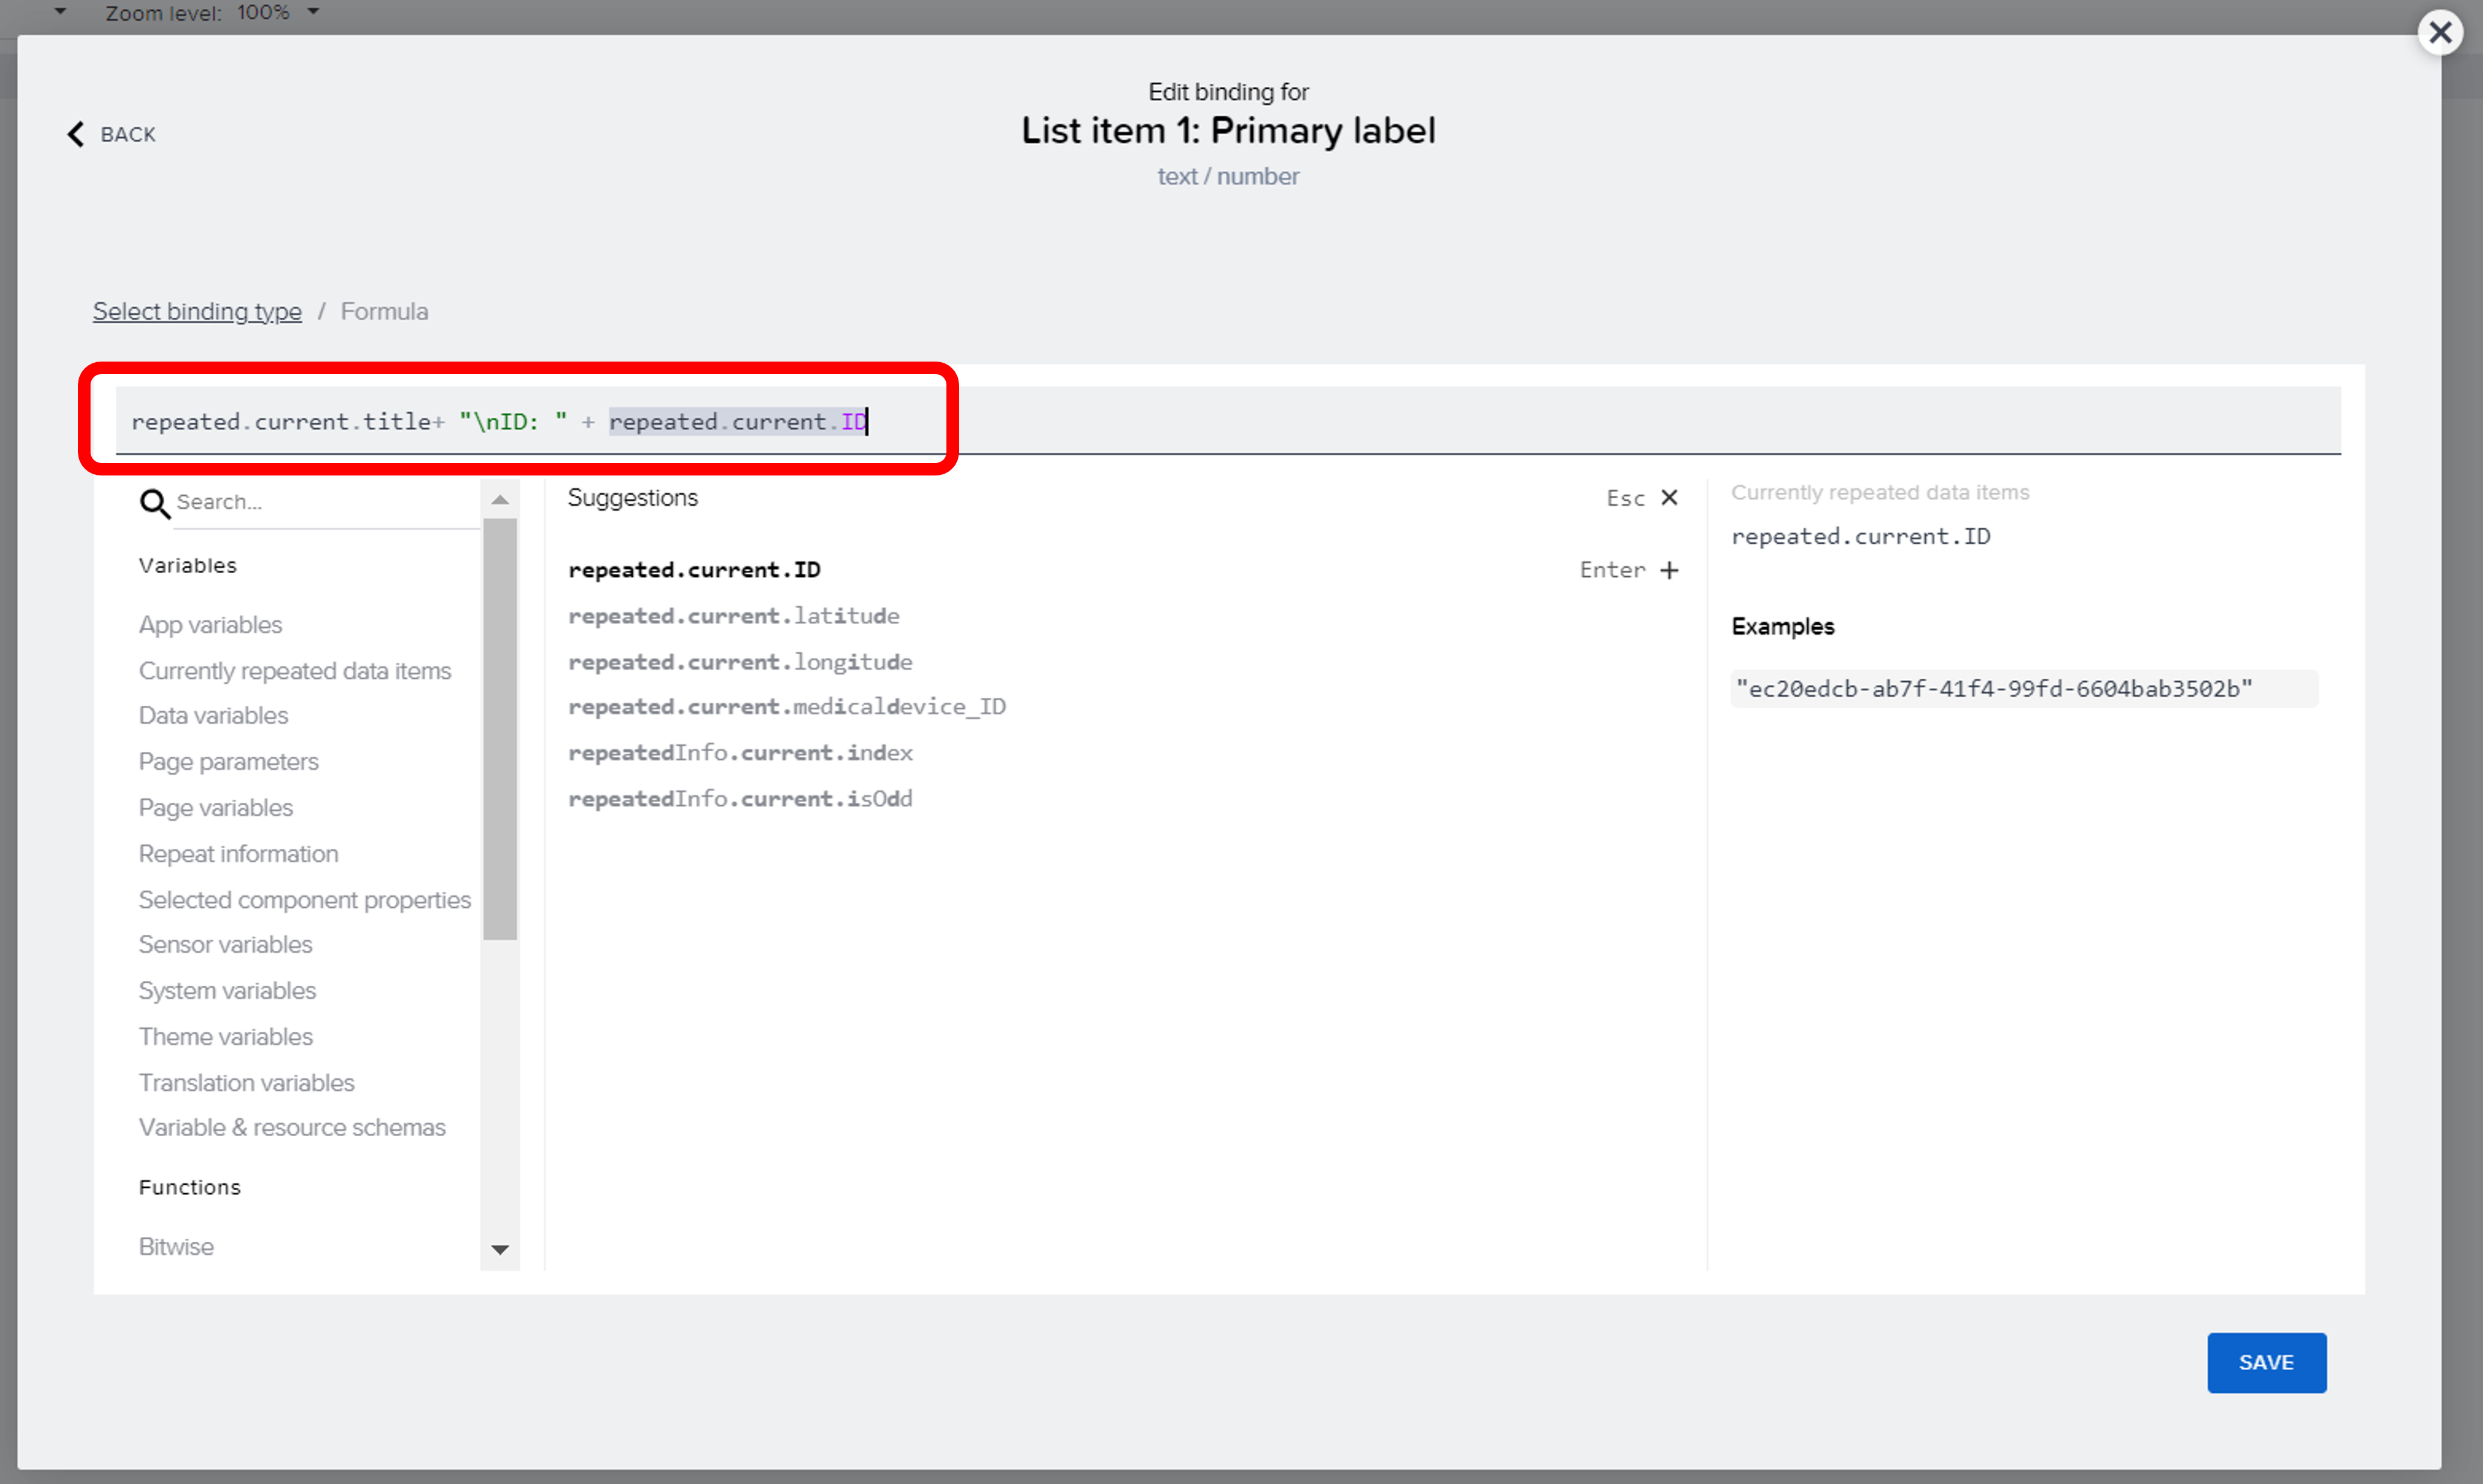 Zoom level: 100%
Edit binding for
BACK
List item 1: Primary label
text / number
Select binding type / Formula
repeated.current.title+ "\nID: " + repeated.current.ID
Search...
Variables
App variables
Currently repeated data items
Data variables
Page parameters
Page variables
Repeat information
Selected component properties
Sensor variables
System variables
Theme variables
Translation variables
Variable & resource schemas
Functions
Bitwise
Suggestions
Esc
repeated.current.ID
Enter
repeated.current.latitude
repeated.current.longitude
repeated.current.medicaldevice_ID
repeatedInfo.current.index
repeatedInfo.current.isOdd
Currently repeated data items
repeated.current.ID
Examples
"ec20edcb-ab7f-41f4-99fd-6604bab3502b"
SAVE